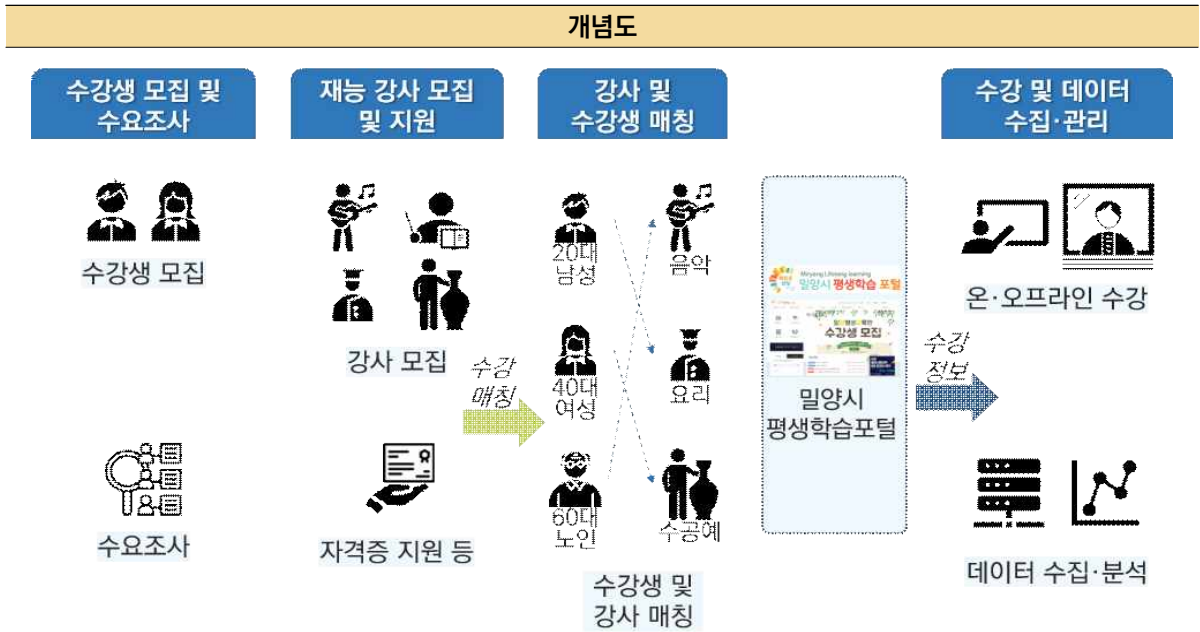 개념도
수강생 모집 및
수요조사
수강생 모집
수요조사
재능 강사 모집
및 지원
강사 모집
자격증 지원 등
수강
매칭
강사 및
수강생 매칭
20대
남성
음악
40대
여성
요리
60대
노인
수공예
수강생 및
강사 매칭
Miryang Lifelong learning
밀양시 평생학습 포털
수강생 모집
밀양시
평생학습포털
수강
정보
수강 및 데이터
수집·관리
온·오프라인 수강
데이터 수집·분석